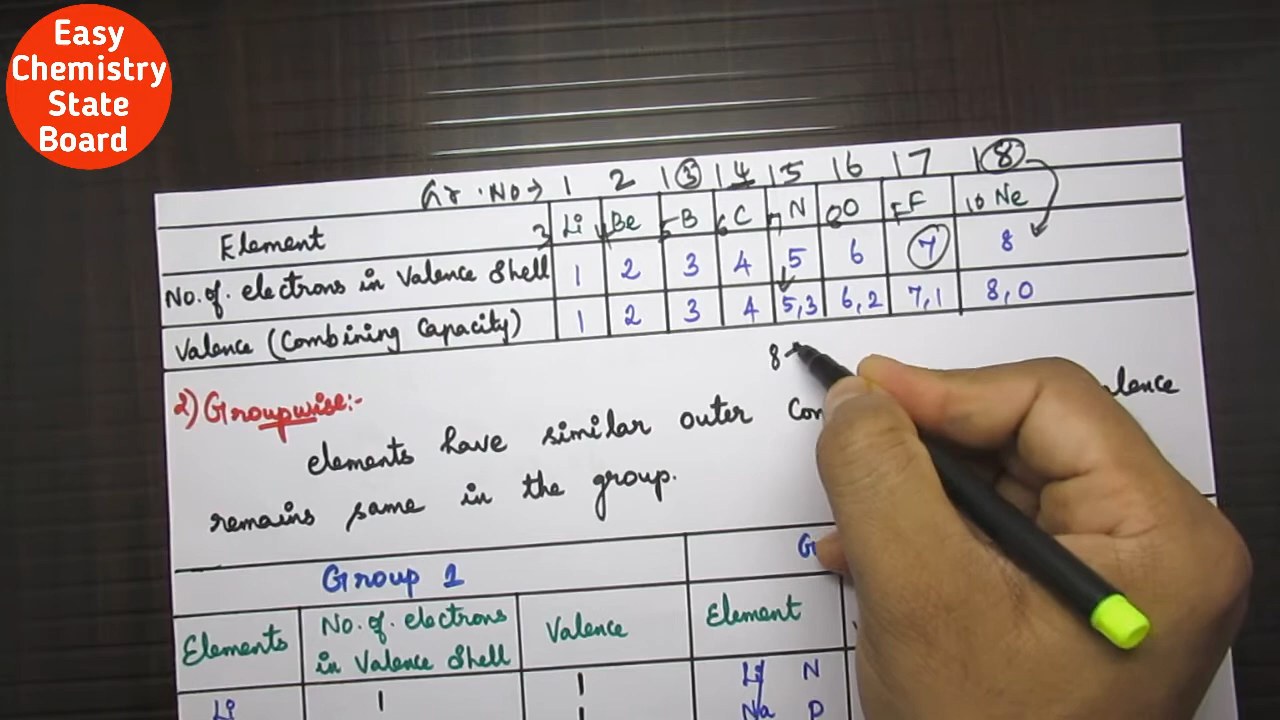 Easy
Chemistry
State
Board
Gr. No → 1 2 13 14 15 16 17 18
Element 3 Li 4 Be 5 B 6 C 7 N 8 O F 10 Ne
No. of. electrons in Valence Shell 1 2 3 4 5 6 7 8
Valence (Combining Capacity) 1 2 3 4 5,3 6,2 7,1 8,0
8 -
2) Groupwise:-
elements have similar outer
remains same in the group.
Group 1
Elements No. of. electrons in Valence Shell Valence Element
Li 1 1 Li N
1 Na P